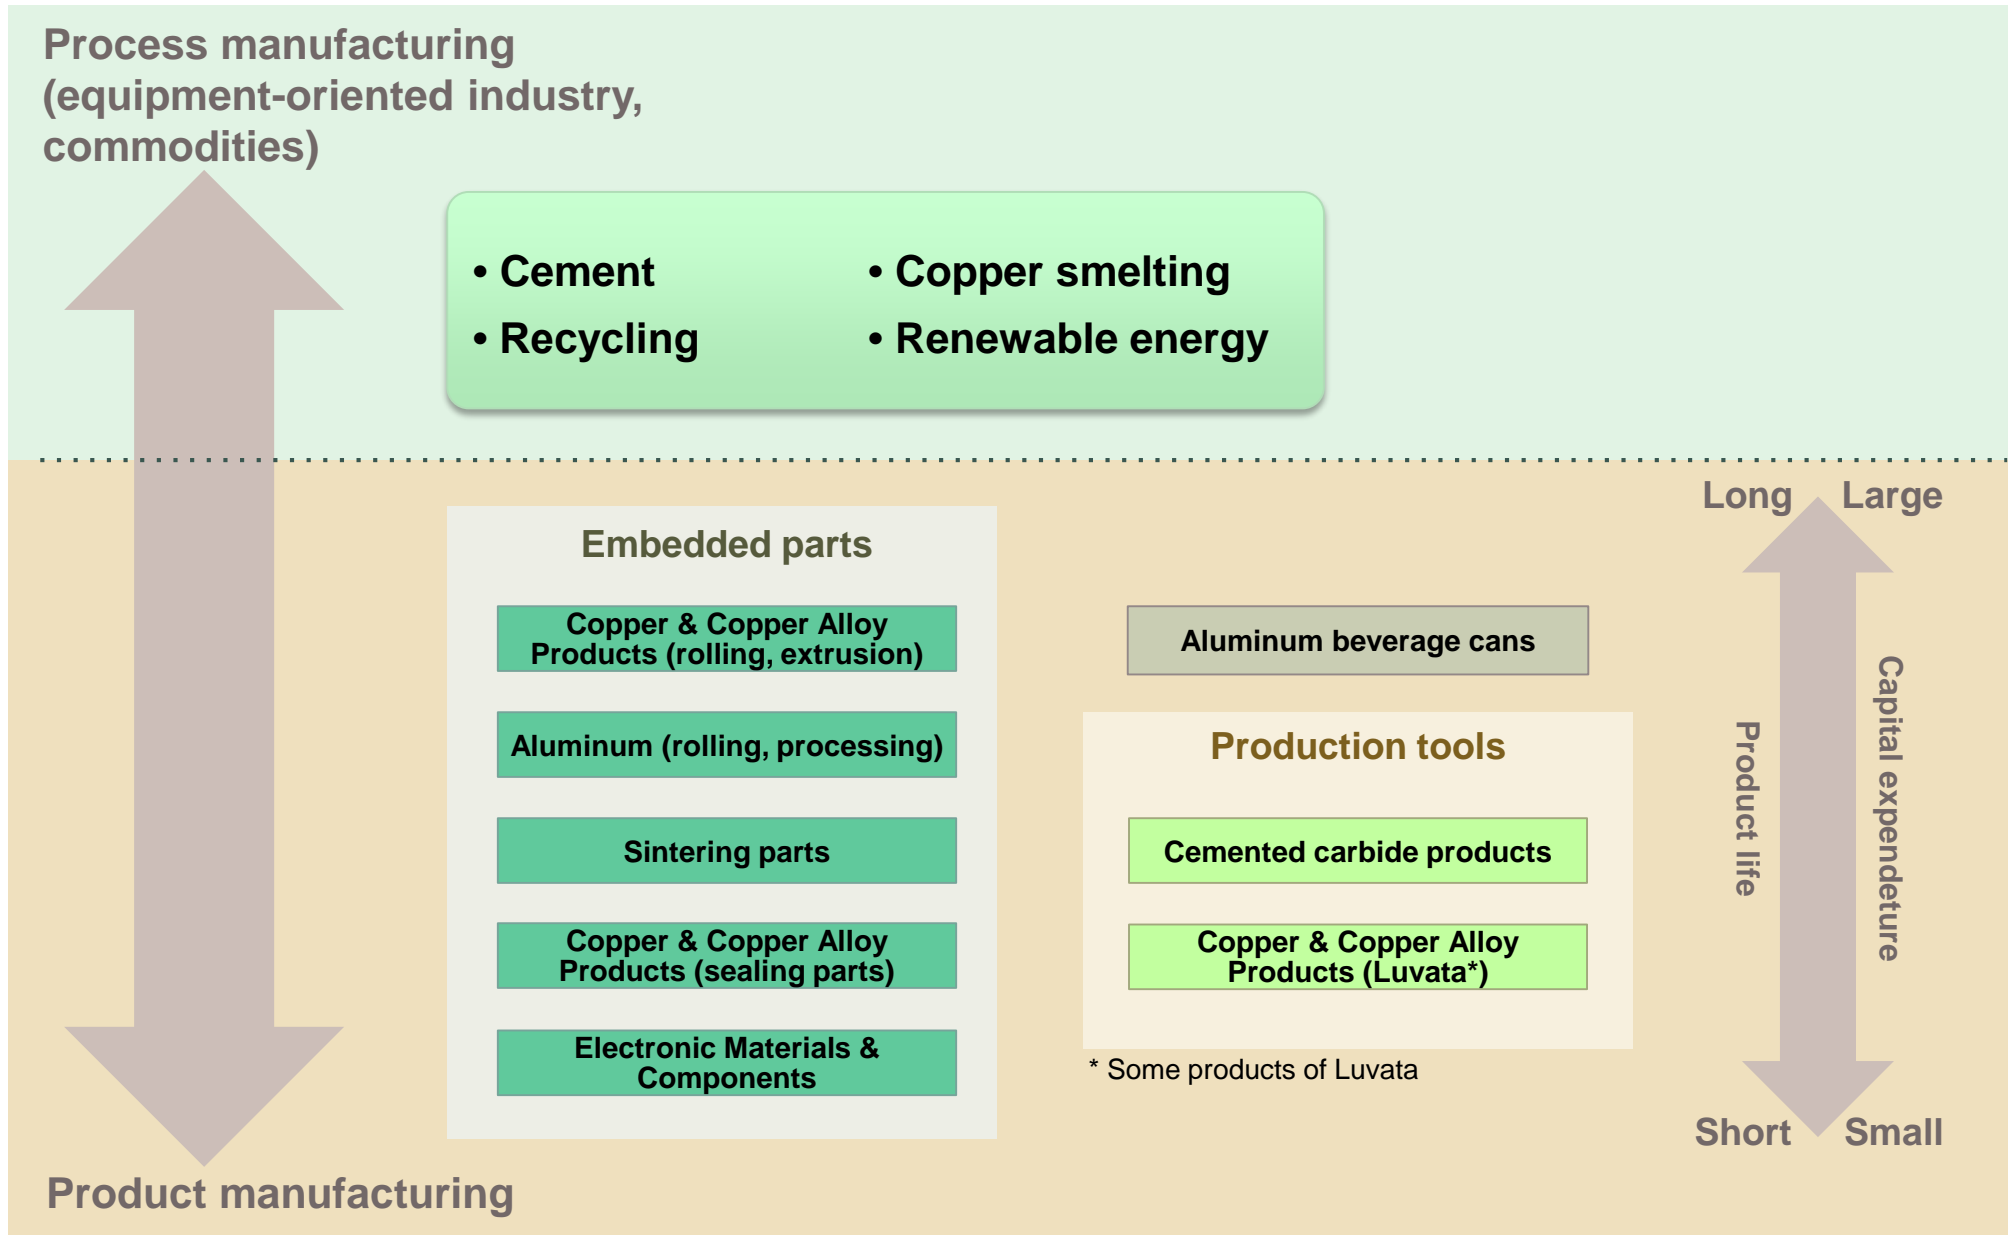 Process manufacturing
(equipment-oriented industry,
commodities)
• Cement
• Recycling
• Copper smelting
• Renewable energy
Embedded parts
Copper & Copper Alloy
Products (rolling, extrusion)
Aluminum (rolling, processing)
Sintering parts
Copper & Copper Alloy
Products (sealing parts)
Electronic Materials &
Components
Aluminum beverage cans
Production tools
Cemented carbide products
Copper & Copper Alloy
Products (Luvata*)
* Some products of Luvata
Long
Large
Product life
Capital expendeture
Short
Small
Product manufacturing